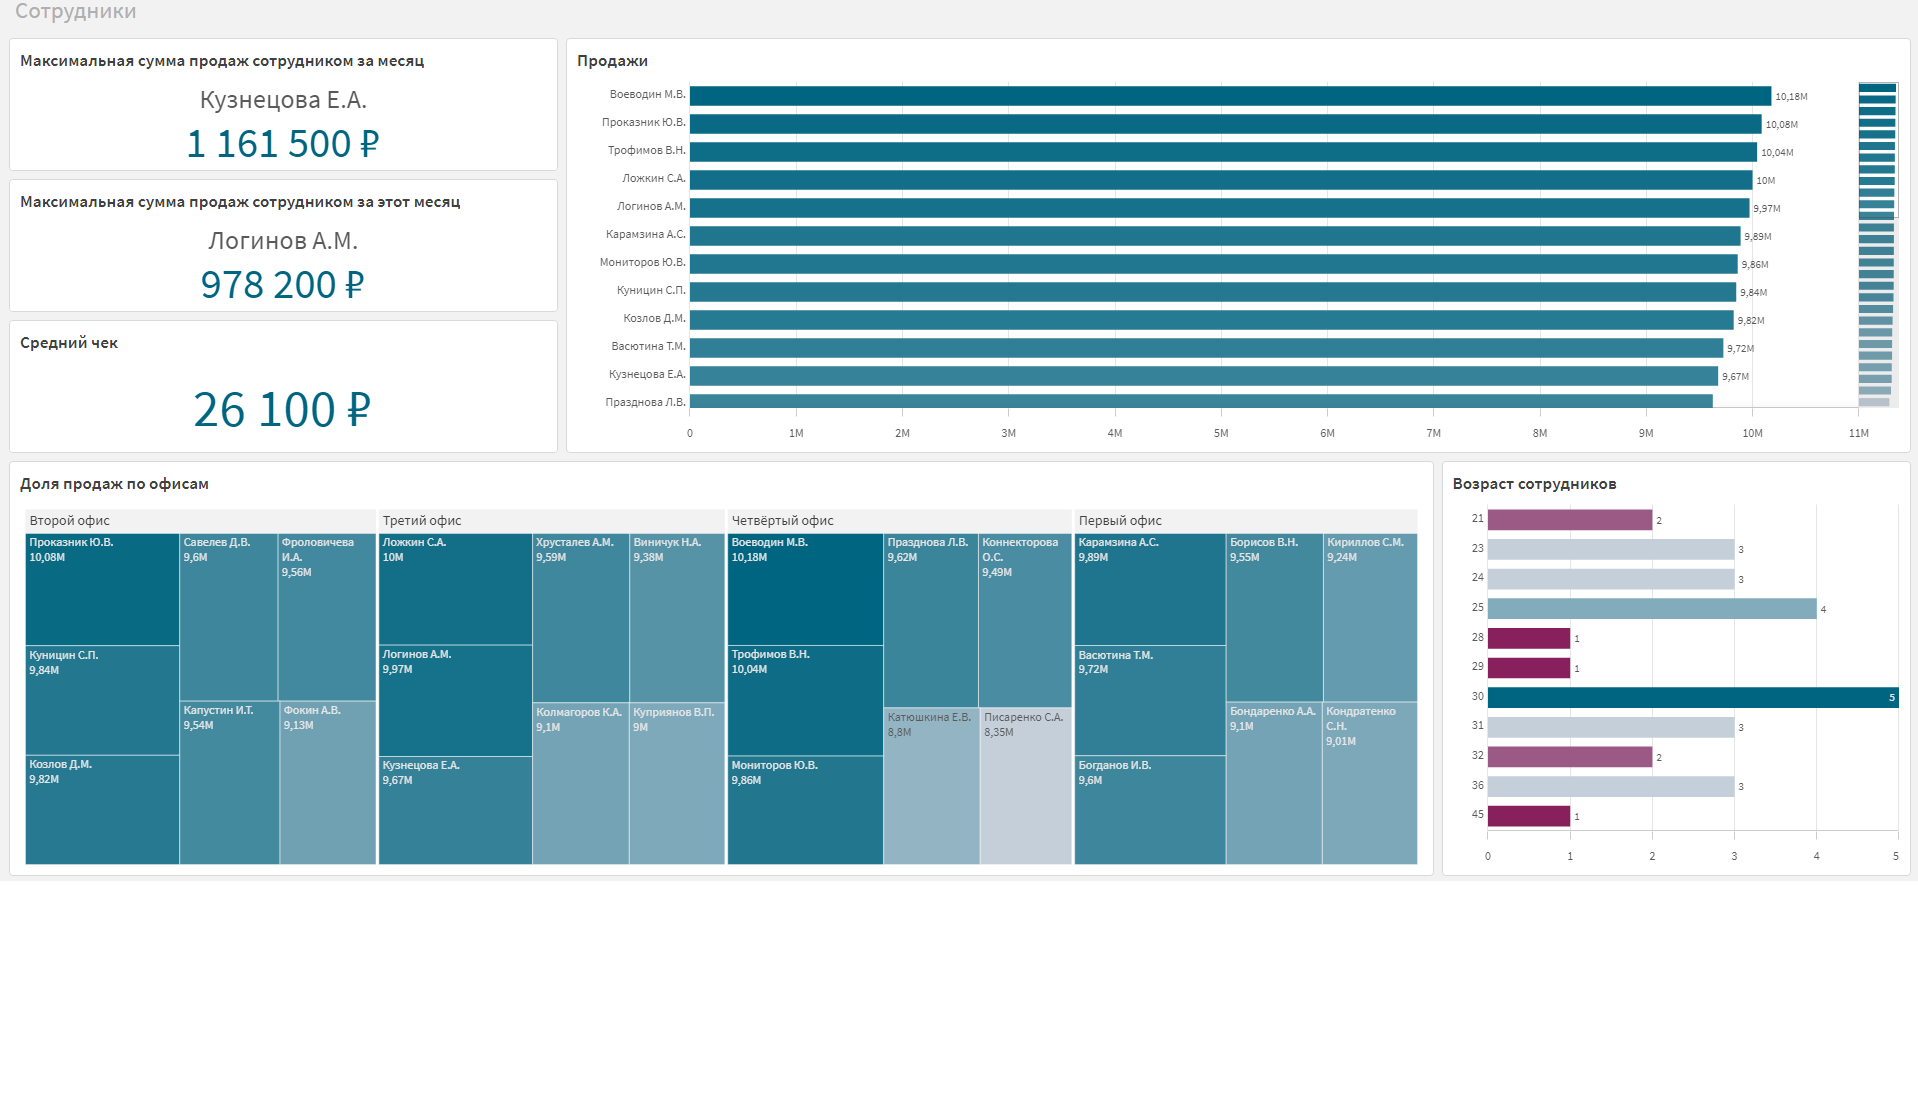 Сотрудники
Максимальная сумма продаж сотрудником за месяц
Кузнецова Е.А.
1 161 500 ₽
Максимальная сумма продаж сотрудником за этот месяц
Логинов А.М.
978 200 ₽
Средний чек
26 100 ₽
Продажи
Воеводин М.В. 10,18M
Проказник Ю.В. 10,08M
Трофимов В.Н. 10,04M
Ложкин С.А. 10M
Логинов А.М. 9,97M
Карамзина А.С. 9,89M
Мониторов Ю.В. 9,86M
Куницин С.П. 9,84M
Козлов Д.М. 9,82M
Васютина Т.М. 9,72M
Кузнецова Е.А. 9,67M
Празднова Л.В.
0 1M 2M 3M 4M 5M 6M 7M 8M 9M 10M 11M
Доля продаж по офисам
Второй офис
Проказник Ю.В.
10,08M
Куницин С.П.
9,84M
Козлов Д.М.
9,82M
Савелев Д.В.
9,6M
Фроловичева
И.А.
9,56M
Капустин И.Т.
9,54M
Фокин А.В.
9,13M
Третий офис
Ложкин С.А.
10M
Логинов А.М.
9,97M
Кузнецова Е.А.
9,67M
Хрусталев А.М.
9,59M
Виничук Н.А.
9,38M
Колмагоров К.А.
9,1M
Куприянов В.П.
9M
Четвёртый офис
Воеводин М.В.
10,18M
Трофимов В.Н.
10,04M
Мониторов Ю.В.
9,86M
Празднова Л.В.
9,62M
Коннекторова
О.С.
9,49M
Катюшкина Е.В.
8,8M
Писаренко С.А.
8,35M
Первый офис
Карамзина А.С.
9,89M
Васютина Т.М.
9,72M
Богданов И.В.
9,6M
Борисов В.Н.
9,55M
Кириллов С.М.
9,24M
Бондаренко А.А.
9,1M
Кондратенко
С.Н.
9,01M
Возраст сотрудников
21 2
23 3
24 3
25 4
28 1
29 1
30 5
31 3
32 2
36 3
45 1
0 1 2 3 4 5